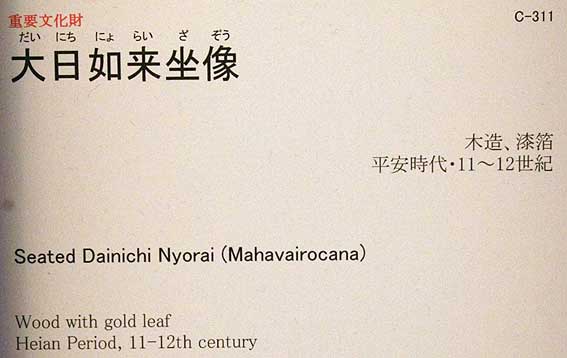 重要文化財
C-311
だい にち にょ らい ざ ぞう
大日如来坐像
木造、漆箔
平安時代・11～12世紀
Seated Dainichi Nyorai (Mahavairocana)
Wood with gold leaf
Heian Period, 11-12th century